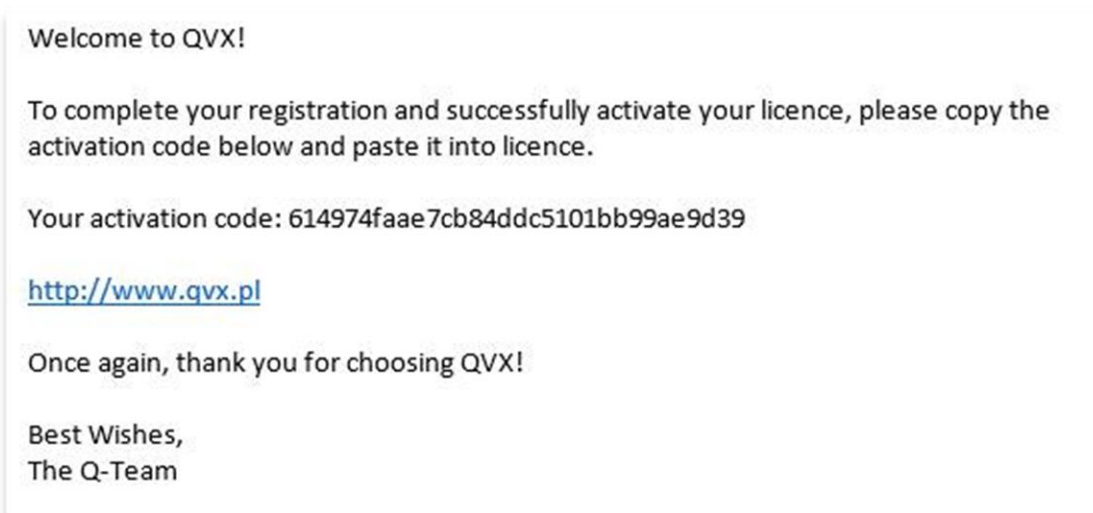 Welcome to QVX!
To complete your registration and successfully activate your licence, please copy the
activation code below and paste it into licence.
Your activation code: 614974faae7cb84ddc5101bb99ae9d39
http://www.qvx.pl
Once again, thank you for choosing QVX!
Best Wishes,
The Q-Team